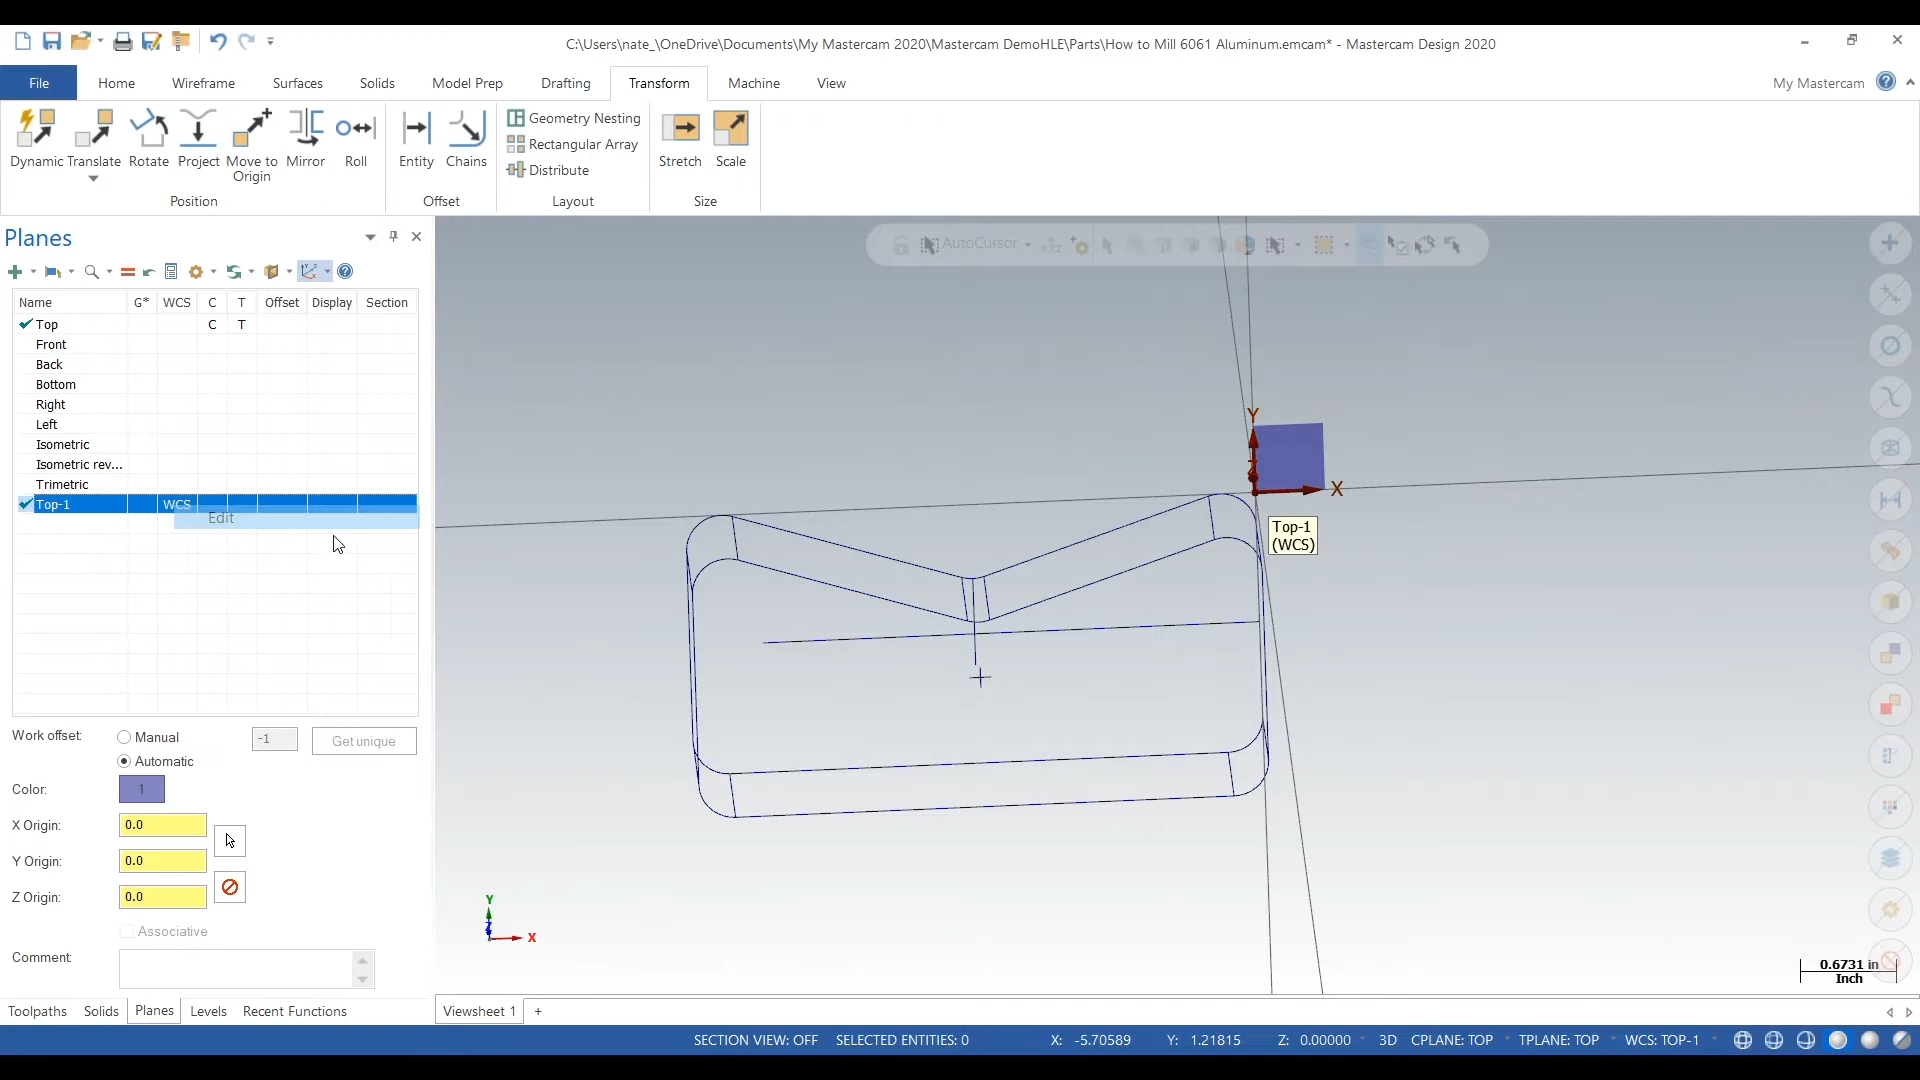 C:\Users\nate_\OneDrive\Documents\My Mastercam 2020\Mastercam DemoHLE\Parts\How to Mill 6061 Aluminum.emcam* - Mastercam Design 2020
File Home Wireframe Surfaces Solids Model Prep Drafting Transform Machine View My Mastercam
Dynamic Translate Rotate Project Move to Origin Mirror Roll
Position
Entity Chains
Offset
Geometry Nesting
Rectangular Array
Distribute
Layout
Stretch Scale
Size
Planes
AutoCursor
Name G* WCS C T Offset Display Section
Top C T
Front
Back
Bottom
Right
Left
Isometric
Isometric rev...
Trimetric
Top-1 WCS
Edit
Y
X
Top-1
(WCS)
Work offset: Manual -1 Get unique
Automatic
Color: 1
X Origin: 0.0
Y Origin: 0.0
Z Origin: 0.0
Associative
Comment:
Y
Z
X
0.6731 in
Inch
Toolpaths Solids Planes Levels Recent Functions
Viewsheet 1 +
SECTION VIEW: OFF SELECTED ENTITIES: 0 X: -5.70589 Y: 1.21815 Z: 0.00000 3D CPLANE: TOP TPLANE: TOP WCS: TOP-1